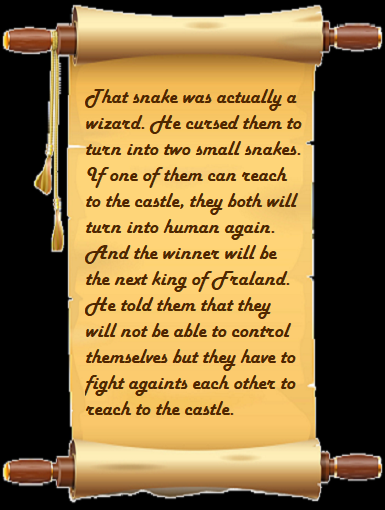 That snake was actually a
wizard. He cursed them to
turn into two small snakes.
If one of them can reach
to the castle, they both will
turn into human again.
And the winner will be
the next king of Fraland.
He told them that they
will not be able to control
themselves but they have to
fight againts each other to
reach to the castle.